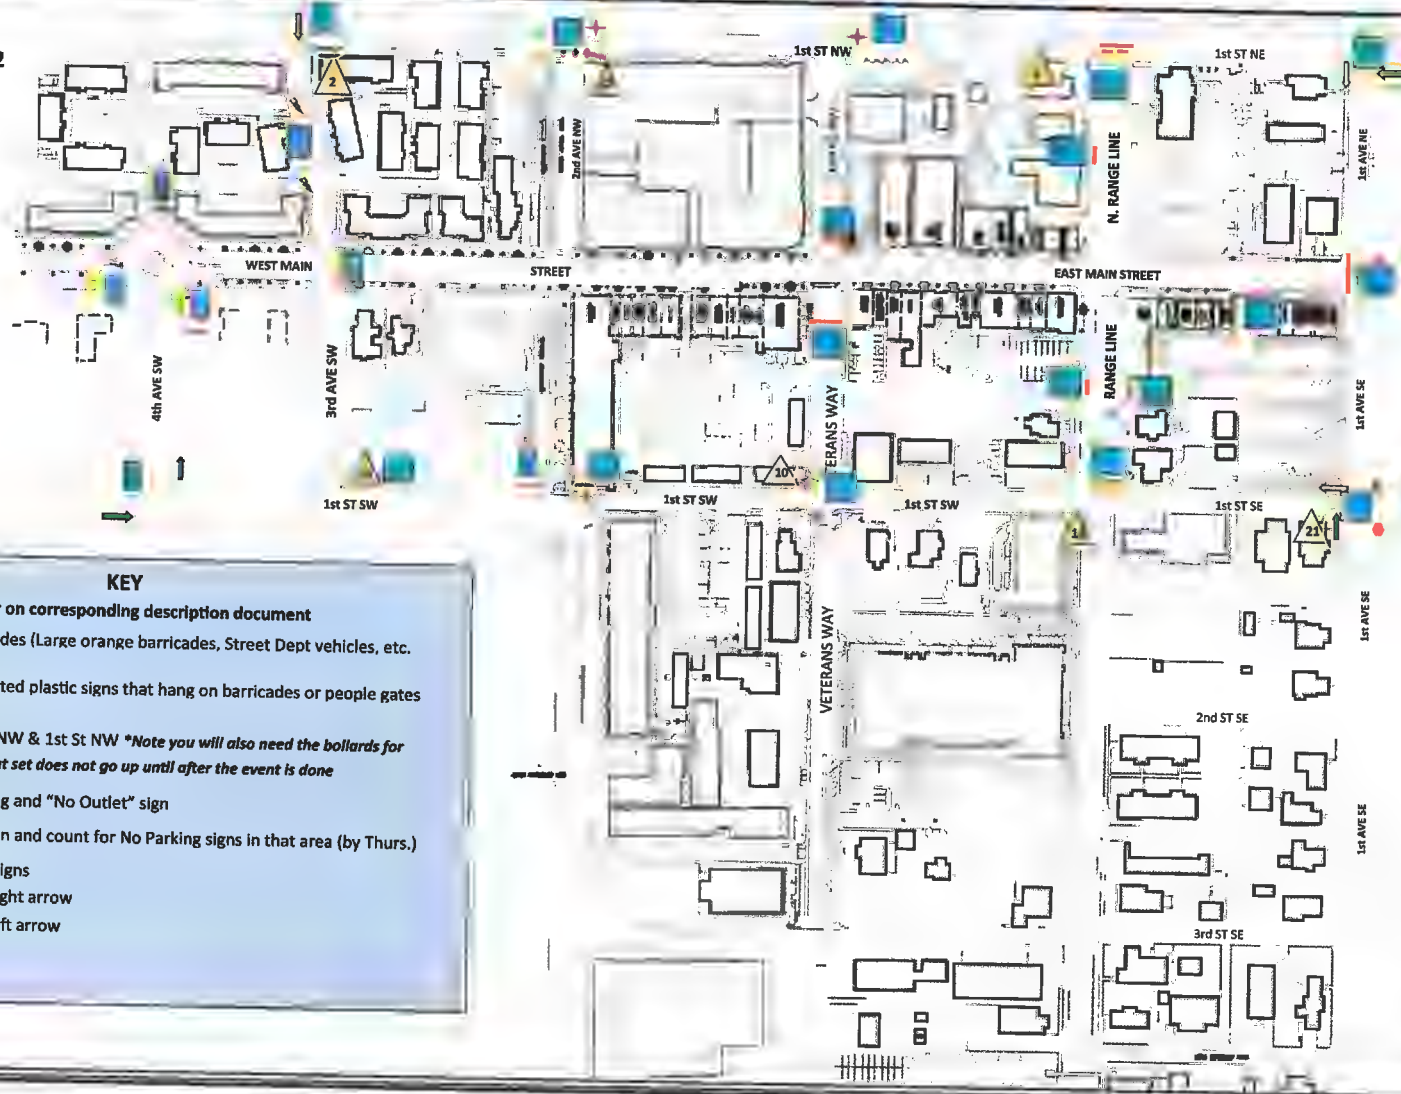 2
1st ST NW
1st ST NE
2
2nd AVE NW
N. RANGE LINE
1st AVE NE
WEST MAIN
STREET
EAST MAIN STREET
4th AVE SW
3rd AVE SW
ERANS WAY
RANGE LINE
1st AVE SE
10
1st ST SW
1st ST SW
1st ST SW
1st ST SE
21
1
KEY
on corresponding description document
des (Large orange barricades, Street Dept vehicles, etc.
ted plastic signs that hang on barricades or people gates
NW & 1st St NW *Note you will also need the bollards for
t set does not go up until after the event is done
g and "No Outlet" sign
n and count for No Parking signs in that area (by Thurs.)
igns
ght arrow
ft arrow
VETERANS WAY
1st AVE SE
2nd ST SE
1st AVE SE
3rd ST SE